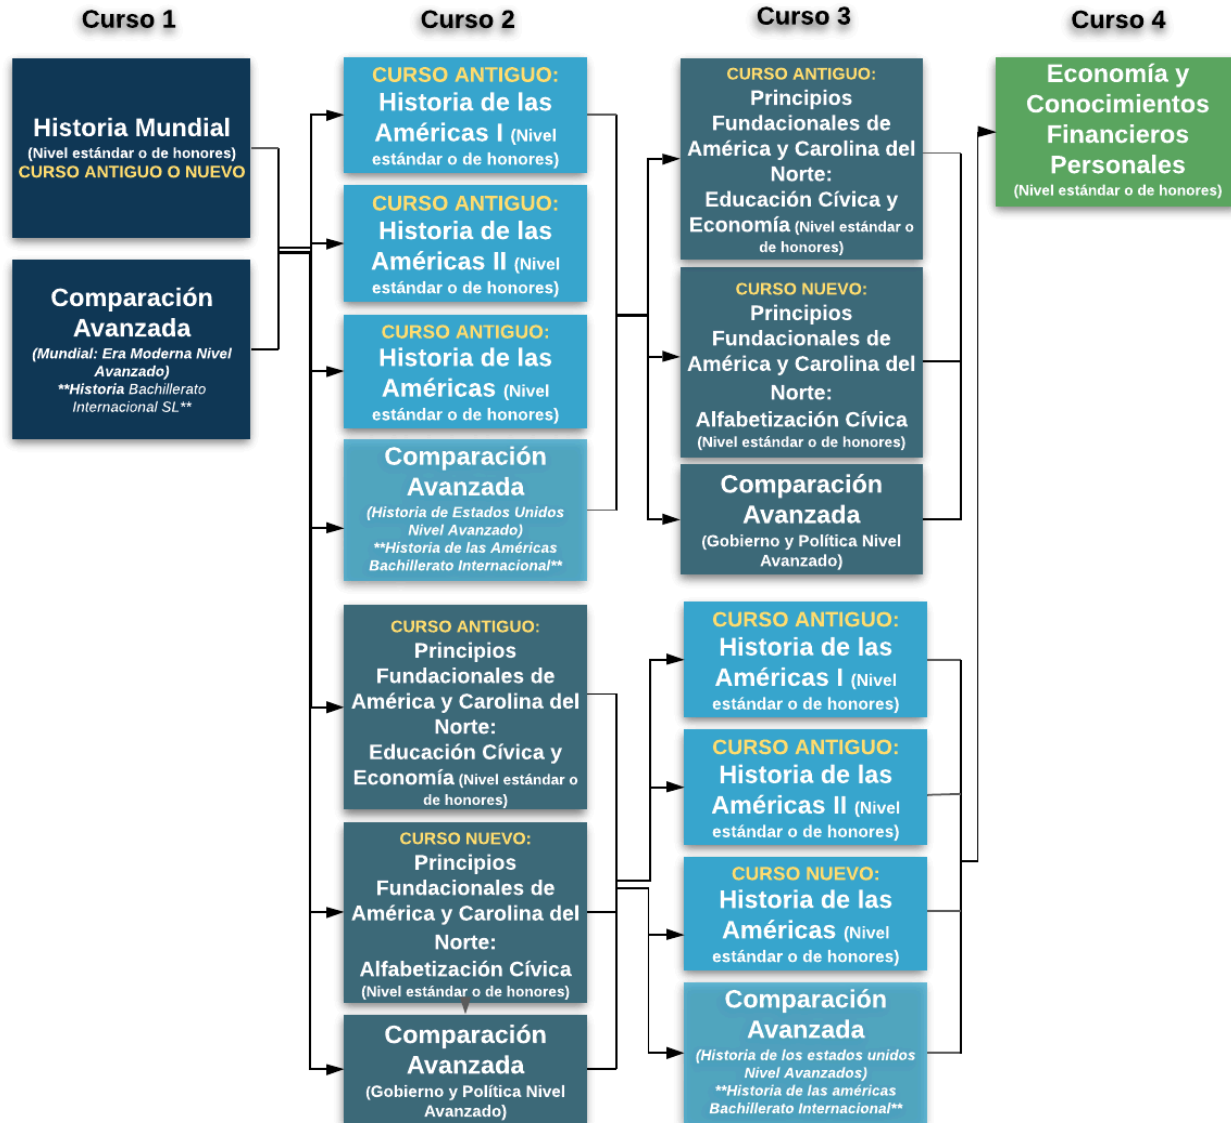 Curso 1
Curso 2
Curso 3
Curso 4
Historia Mundial
(Nivel estándar o de honores)
CURSO ANTIGUO O NUEVO
Comparación
Avanzada
(Mundial: Era Moderna Nivel
Avanzado)
**Historia Bachillerato
Internacional SL**
CURSO ANTIGUO:
Historia de las
Américas I (Nivel
estándar o de honores)
CURSO ANTIGUO:
Historia de las
Américas II (Nivel
estándar o de honores)
CURSO ANTIGUO:
Historia de las
Américas (Nivel
estándar o de honores)
Comparación
Avanzada
(Historia de Estados Unidos
Nivel Avanzado)
**Historia de las Américas
Bachillerato Internacional**
CURSO ANTIGUO:
Principios
Fundacionales de
América y Carolina del
Norte:
Educación Cívica y
Economía (Nivel estándar o
de honores)
CURSO NUEVO:
Principios
Fundacionales de
América y Carolina del
Norte:
Alfabetización Cívica
(Nivel estándar o de honores)
Comparación
Avanzada
(Gobierno y Política Nivel
Avanzado)
CURSO ANTIGUO:
Principios
Fundacionales de
América y Carolina del
Norte:
Educación Cívica y
Economía (Nivel estándar o
de honores)
CURSO NUEVO:
Principios
Fundacionales de
América y Carolina del
Norte:
Alfabetización Cívica
(Nivel estándar o de honores)
Comparación
Avanzada
(Gobierno y Política Nivel
Avanzado)
CURSO ANTIGUO:
Historia de las
Américas I (Nivel
estándar o de honores)
CURSO ANTIGUO:
Historia de las
Américas II (Nivel
estándar o de honores)
CURSO NUEVO:
Historia de las
Américas (Nivel
estándar o de honores)
Comparación
Avanzada
(Historia de los estados unidos
Nivel Avanzados)
**Historia de las américas
Bachillerato Internacional**
Economía y
Conocimientos
Financieros
Personales
(Nivel estándar o de honores)